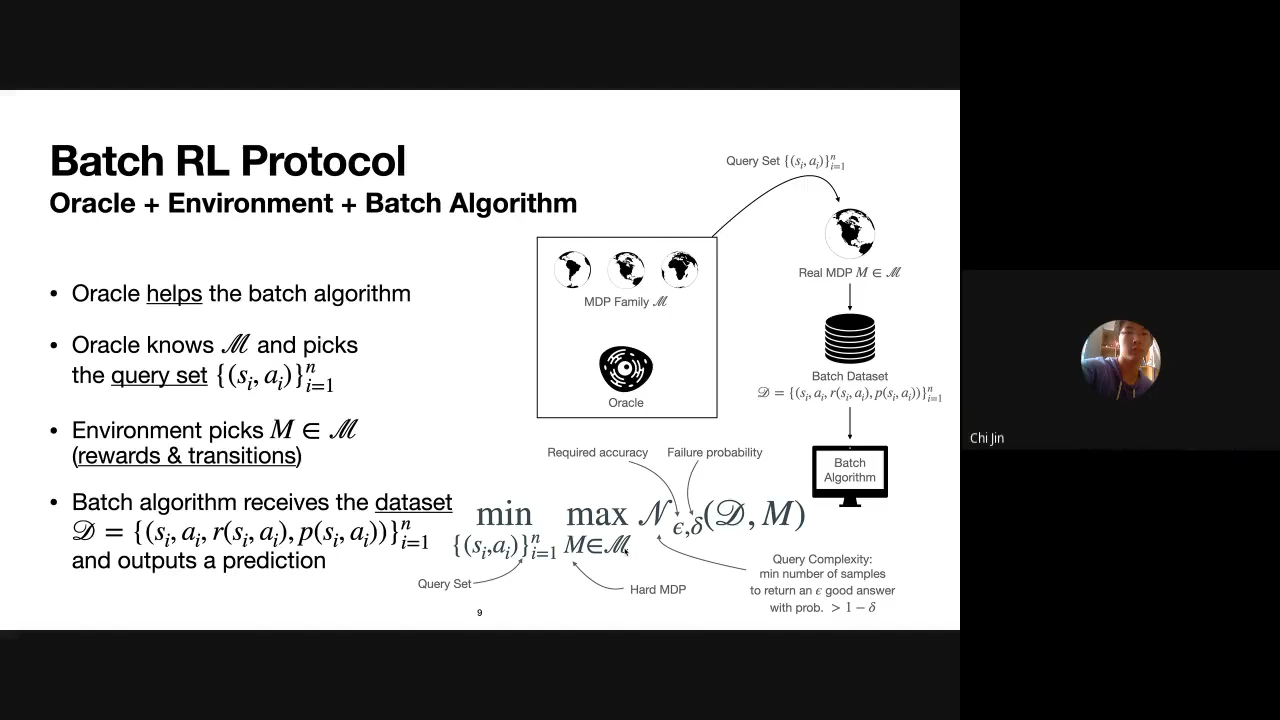 Batch RL Protocol
Oracle + Environment + Batch Algorithm
• Oracle helps the batch algorithm
• Oracle knows ℳ and picks
the query set {(sᵢ, aᵢ)}ⁿᵢ₌₁
• Environment picks M ∈ ℳ
(rewards & transitions)
• Batch algorithm receives the dataset
𝒟 = {(sᵢ, aᵢ, r(sᵢ, aᵢ), p(sᵢ, aᵢ))}ⁿᵢ₌₁
and outputs a prediction
Query Set {(sᵢ, aᵢ)}ⁿᵢ₌₁
MDP Family ℳ
Oracle
Real MDP M ∈ ℳ
Batch Dataset
𝒟 = {(sᵢ, aᵢ, r(sᵢ, aᵢ), p(sᵢ, aᵢ))}ⁿᵢ₌₁
Batch
Algorithm
Required accuracy Failure probability
min max 𝒩ϵ,δ(𝒟, M)
{(sᵢ,aᵢ)}ⁿᵢ₌₁ M∈ℳ
Query Set
Hard MDP
Query Complexity:
min number of samples
to return an ϵ good answer
with prob. > 1 − δ
9
Chi Jin